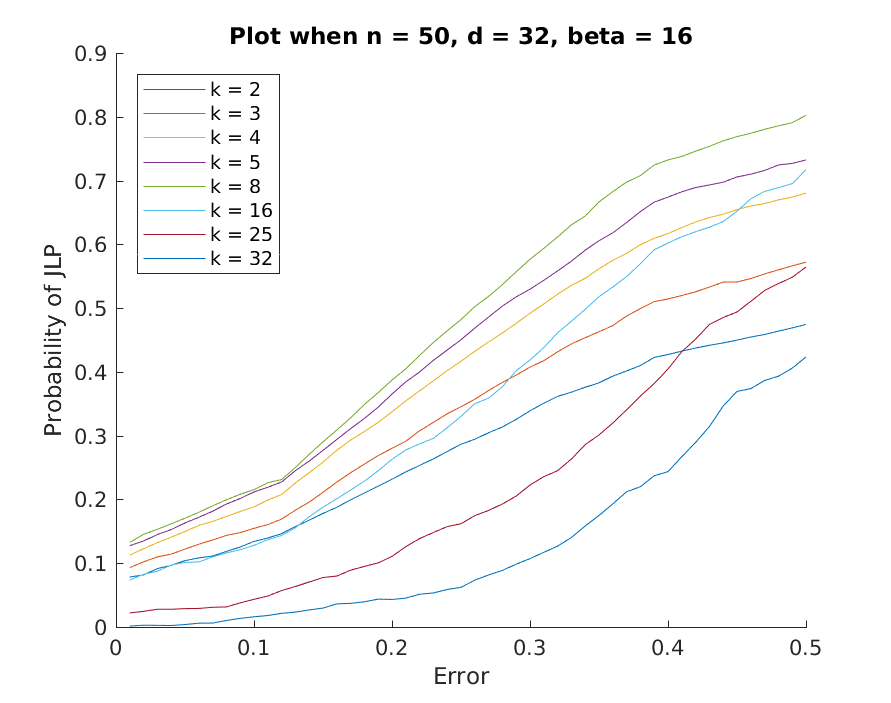 Plot when n = 50, d = 32, beta = 16
0.9
0.8
0.7
0.6
0.5
0.4
0.3
0.2
0.1
0
k = 2
k = 3
k = 4
k = 5
k = 8
k = 16
k = 25
k = 32
Probability of JLP
0
0.1
0.2
0.3
0.4
0.5
Error